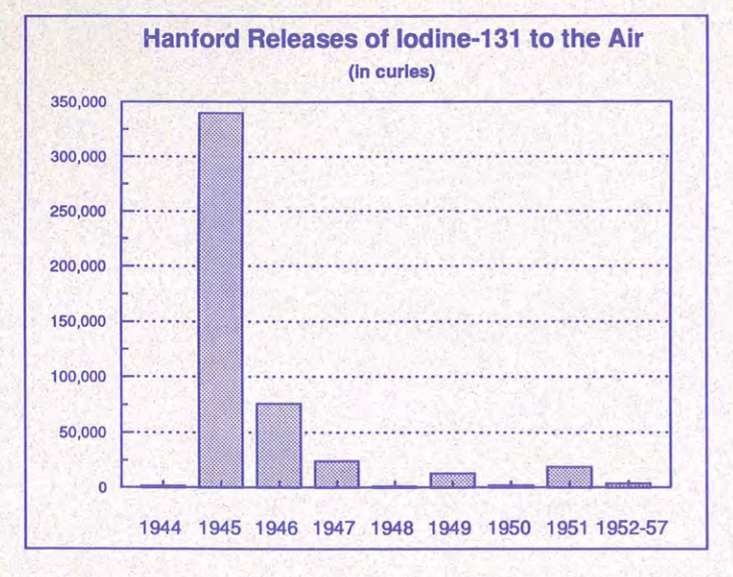 Hanford Releases of Iodine-131 to the Air
(in curies)
350,000
300,000
250,000
200,000
150,000
100,000
50,000
0
1944 1945 1946 1947 1948 1949 1950 1951 1952-57